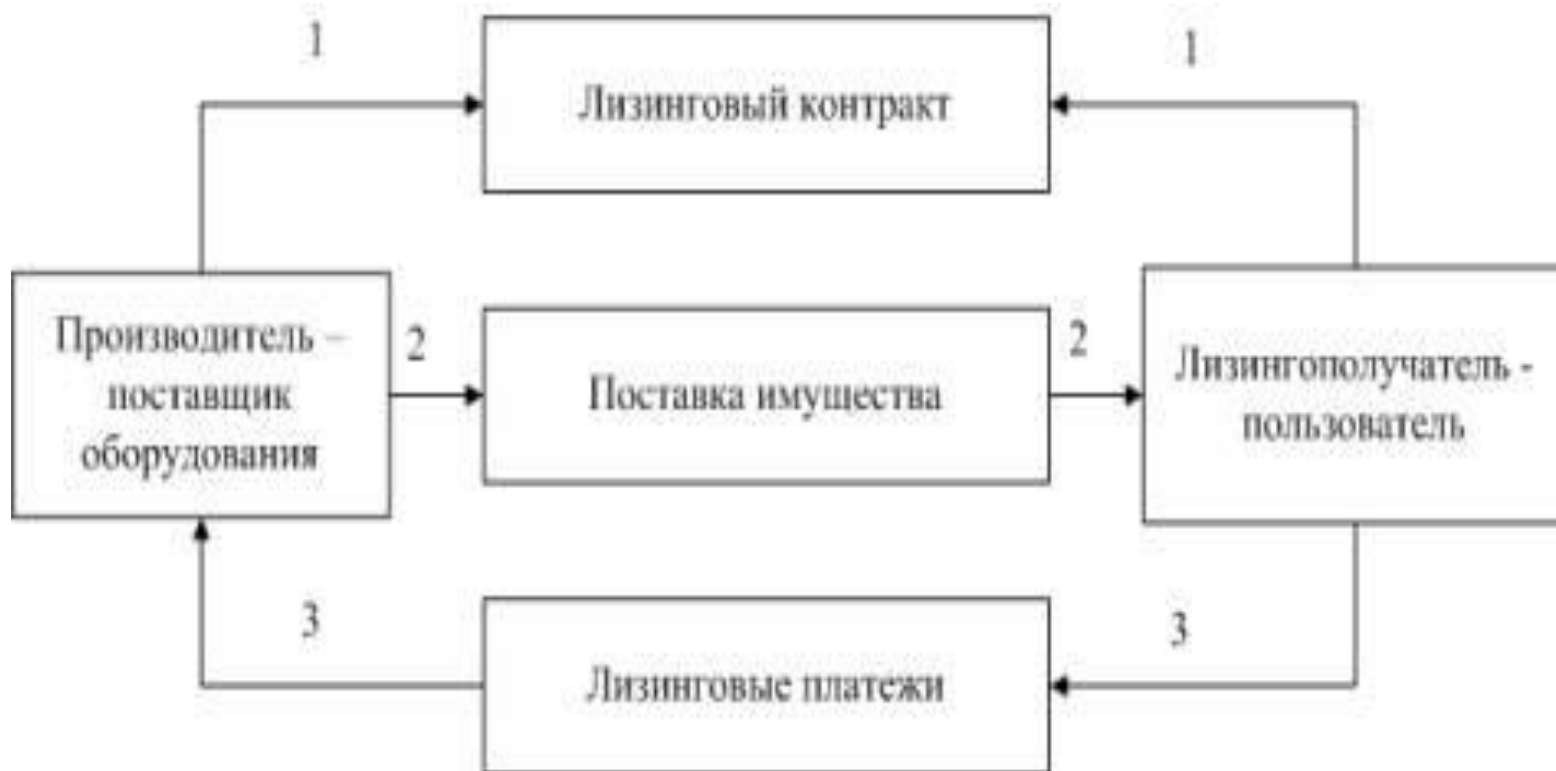 1
1
Лизинговый контракт
Производитель –
поставщик
оборудования
2
Поставка имущества
2
Лизингополучатель -
пользователь
3
Лизинговые платежи
3